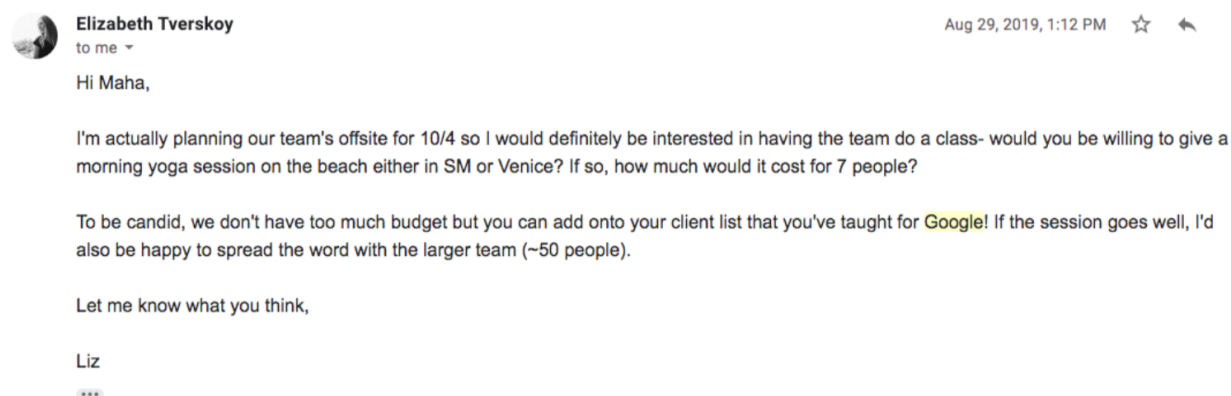 Elizabeth Tverskoy
Aug 29, 2019, 1:12 PM
to me
Hi Maha,
I'm actually planning our team's offsite for 10/4 so I would definitely be interested in having the team do a class- would you be willing to give a
morning yoga session on the beach either in SM or Venice? If so, how much would it cost for 7 people?
To be candid, we don't have too much budget but you can add onto your client list that you've taught for Google! If the session goes well, I'd
also be happy to spread the word with the larger team (~50 people).
Let me know what you think,
Liz